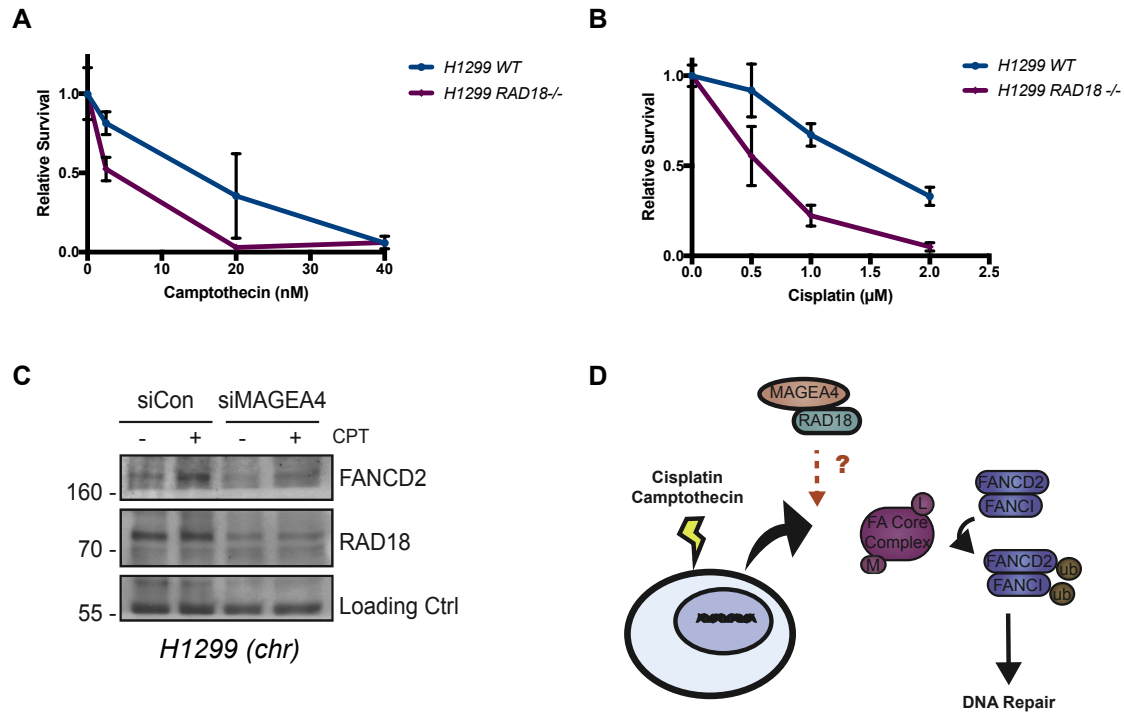 A
H1299 WT
H1299 RAD18-/-
Relative Survival
1.0
0.5
0.0
0
10
20
30
40
Camptothecin (nM)
B
H1299 WT
H1299 RAD18 -/-
Relative Survival
1.0
0.5
0.0
0.0
0.5
1.0
1.5
2.0
2.5
Cisplatin (µM)
C
siCon siMAGEA4
- + - + CPT
160 - FANCD2
70 - RAD18
55 - Loading Ctrl
H1299 (chr)
D
MAGEA4
RAD18
?
Cisplatin
Camptothecin
L
FA Core
Complex
M
FANCD2
FANCI
FANCD2
ub
FANCI
ub
DNA Repair